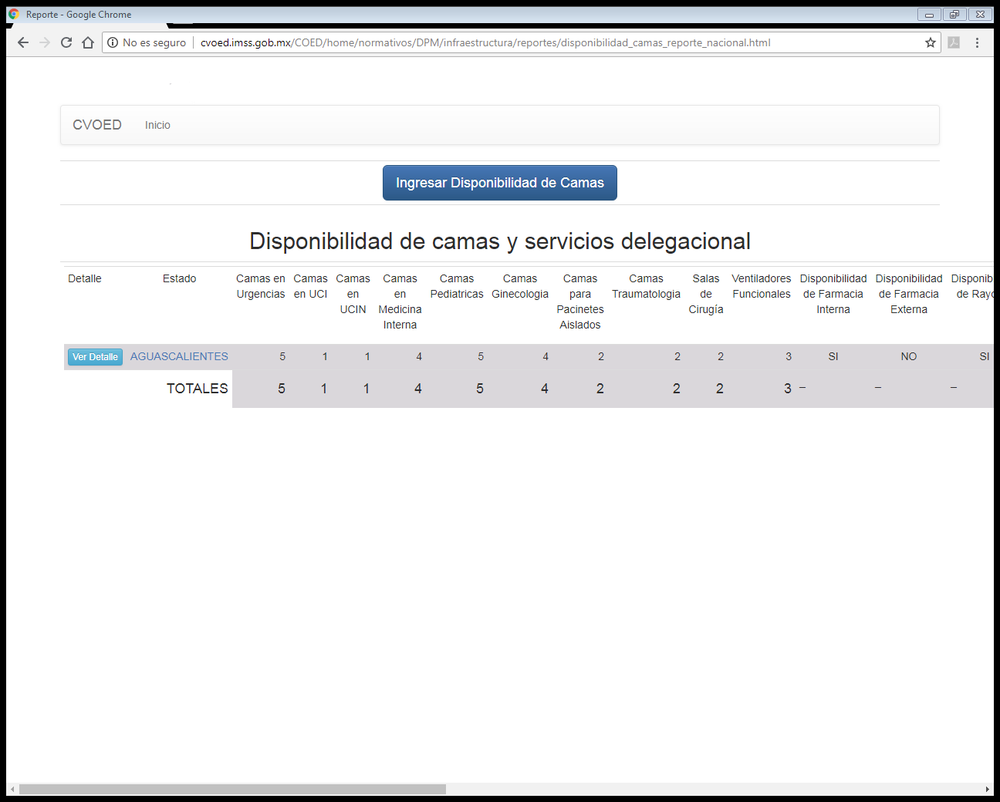 Reporte - Google Chrome
No es seguro cvoed.imss.gob.mx/COED/home/normativos/DPM/infraestructura/reportes/disponibilidad_camas_reporte_nacional.html
CVOED Inicio
Ingresar Disponibilidad de Camas
Disponibilidad de camas y servicios delegacional
Detalle Estado Camas en Camas Camas Camas Camas Camas Camas Camas Salas Ventiladores Disponibilidad Disponibilidad Disponib
Urgencias en UCI en en Pediatricas Ginecologia para Traumatologia de Funcionales de Farmacia de Farmacia de Rayo
UCIN Medicina Pacinetes Cirugía Interna Externa
Interna Aislados
Ver Detalle AGUASCALIENTES 5 1 1 4 5 4 2 2 2 3 SI NO SI
TOTALES 5 1 1 4 5 4 2 2 2 3 – – –